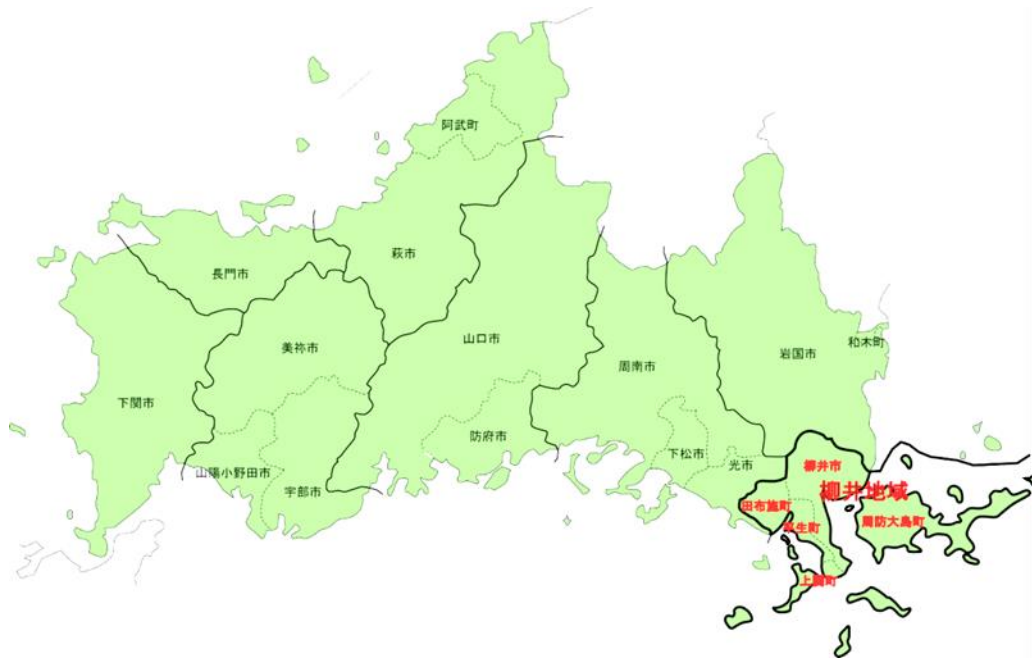 阿武町
萩市
長門市
美祢市
山口市
周南市
岩国市
和木町
下関市
防府市
下松市
光市
山陽小野田市
宇部市
柳井市
柳井地域
田布施町
周防大島町
平生町
上関町